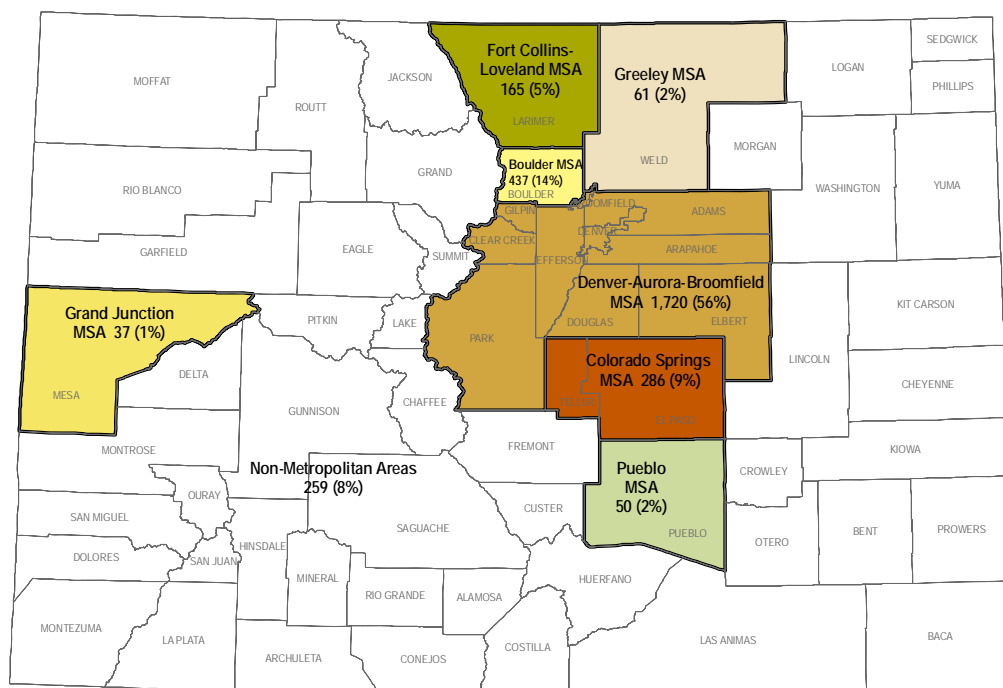 SEDGWICK
Fort Collins-
Loveland MSA
165 (5%)
LOGAN
JACKSON
MOFFAT
Greeley MSA
61 (2%)
PHILLIPS
ROUTT
LARIMER
MORGAN
WELD
Boulder MSA
437 (14%)
BOULDER
GRAND
RIO BLANCO
WASHINGTON
YUMA
GILPIN
BROOMFIELD
ADAMS
DENVER
CLEAR CREEK
ARAPAHOE
GARFIELD
EAGLE
SUMMIT
JEFFERSON
Denver-Aurora-Broomfield
MSA 1,720 (56%)
KIT CARSON
Grand Junction
MSA 37 (1%)
PITKIN
LAKE
DOUGLAS
ELBERT
PARK
LINCOLN
Colorado Springs
MSA 286 (9%)
DELTA
CHEYENNE
MESA
GUNNISON
CHAFFEE
TELLER
EL PASO
MONTROSE
FREMONT
KIOWA
Non-Metropolitan Areas
259 (8%)
Pueblo
MSA
50 (2%)
CROWLEY
OURAY
SAN MIGUEL
CUSTER
SAGUACHE
PUEBLO
OTERO
BENT
PROWERS
HINSDALE
DOLORES
SAN JUAN
MINERAL
HUERFANO
RIO GRANDE
ALAMOSA
MONTEZUMA
LA PLATA
LAS ANIMAS
BACA
COSTILLA
ARCHULETA
CONEJOS